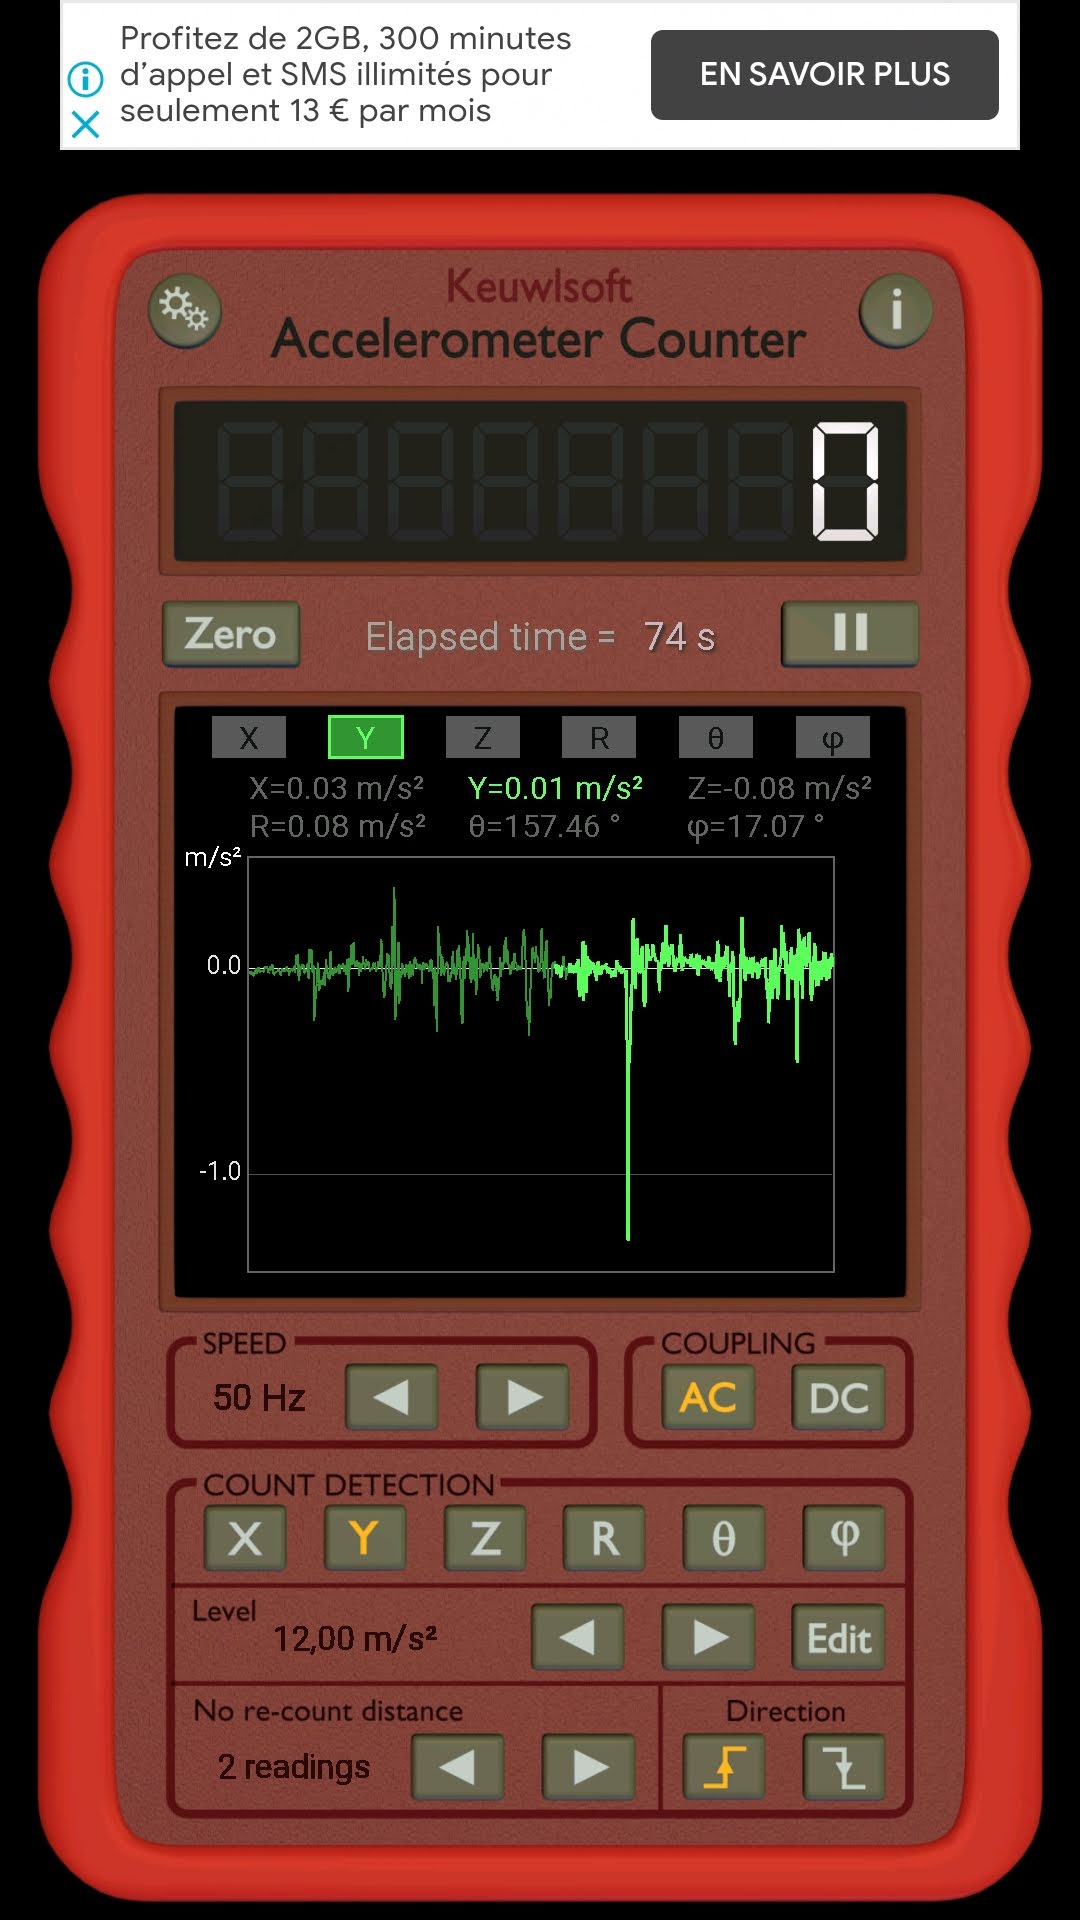 Profitez de 2GB, 300 minutes
d’appel et SMS illimités pour
seulement 13 € par mois
EN SAVOIR PLUS
Keuwlsoft
i
Accelerometer Counter
0
Zero
Elapsed time = 74 s
X Y Z R θ φ
X=0.03 m/s² Y=0.01 m/s² Z=-0.08 m/s²
R=0.08 m/s² θ=157.46 ° φ=17.07 °
m/s²
0.0
-1.0
SPEED
50 Hz
COUPLING
AC DC
COUNT DETECTION
X Y Z R θ φ
Level
12,00 m/s²
Edit
No re-count distance
2 readings
Direction